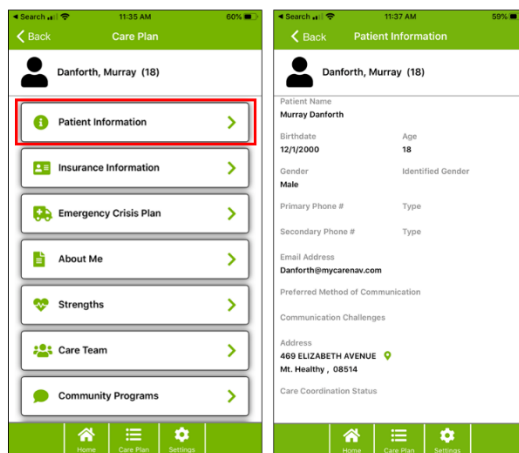 Search
11:35 AM
60%
Back
Care Plan
Danforth, Murray (18)
Patient Information
Insurance Information
Emergency Crisis Plan
About Me
Strengths
Care Team
Community Programs
Home
Care Plan
Settings
Search
11:37 AM
59%
Back
Patient Information
Danforth, Murray (18)
Patient Name
Murray Danforth
Birthdate Age
12/1/2000 18
Gender Identified Gender
Male
Primary Phone # Type
Secondary Phone # Type
Email Address
Danforth@mycarenav.com
Preferred Method of Communication
Communication Challenges
Address
469 ELIZABETH AVENUE
Mt. Healthy , 08514
Care Coordination Status
Home
Care Plan
Settings